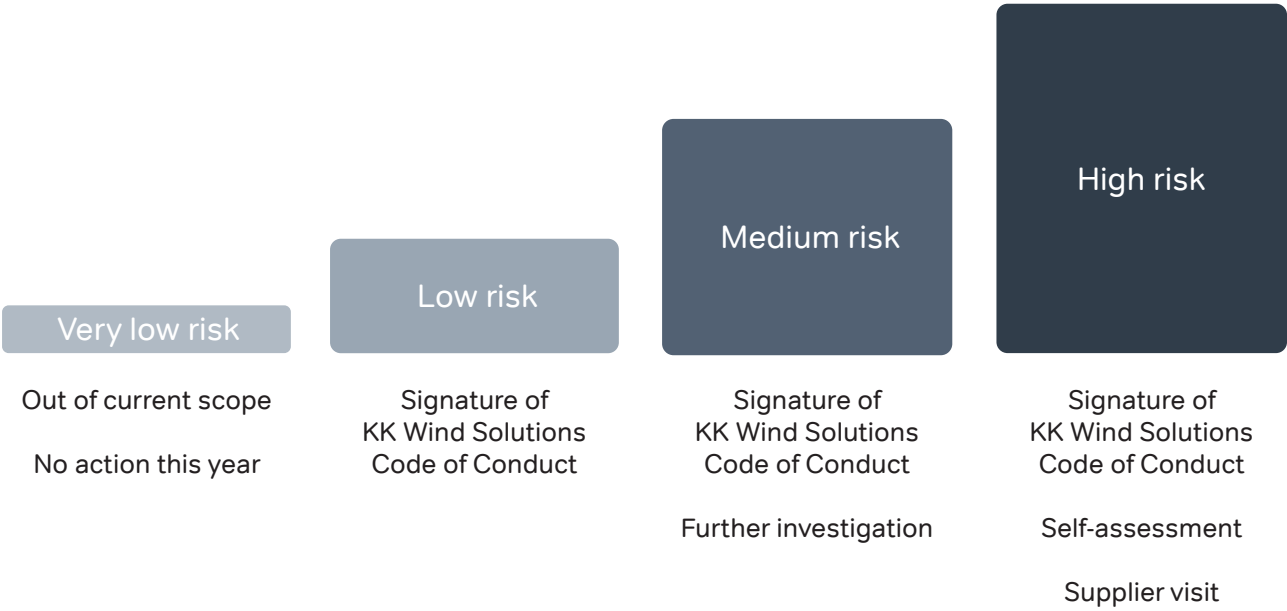 Very low risk
Out of current scope
No action this year
Low risk
Signature of
KK Wind Solutions
Code of Conduct
Medium risk
Signature of
KK Wind Solutions
Code of Conduct
Further investigation
High risk
Signature of
KK Wind Solutions
Code of Conduct
Self-assessment
Supplier visit